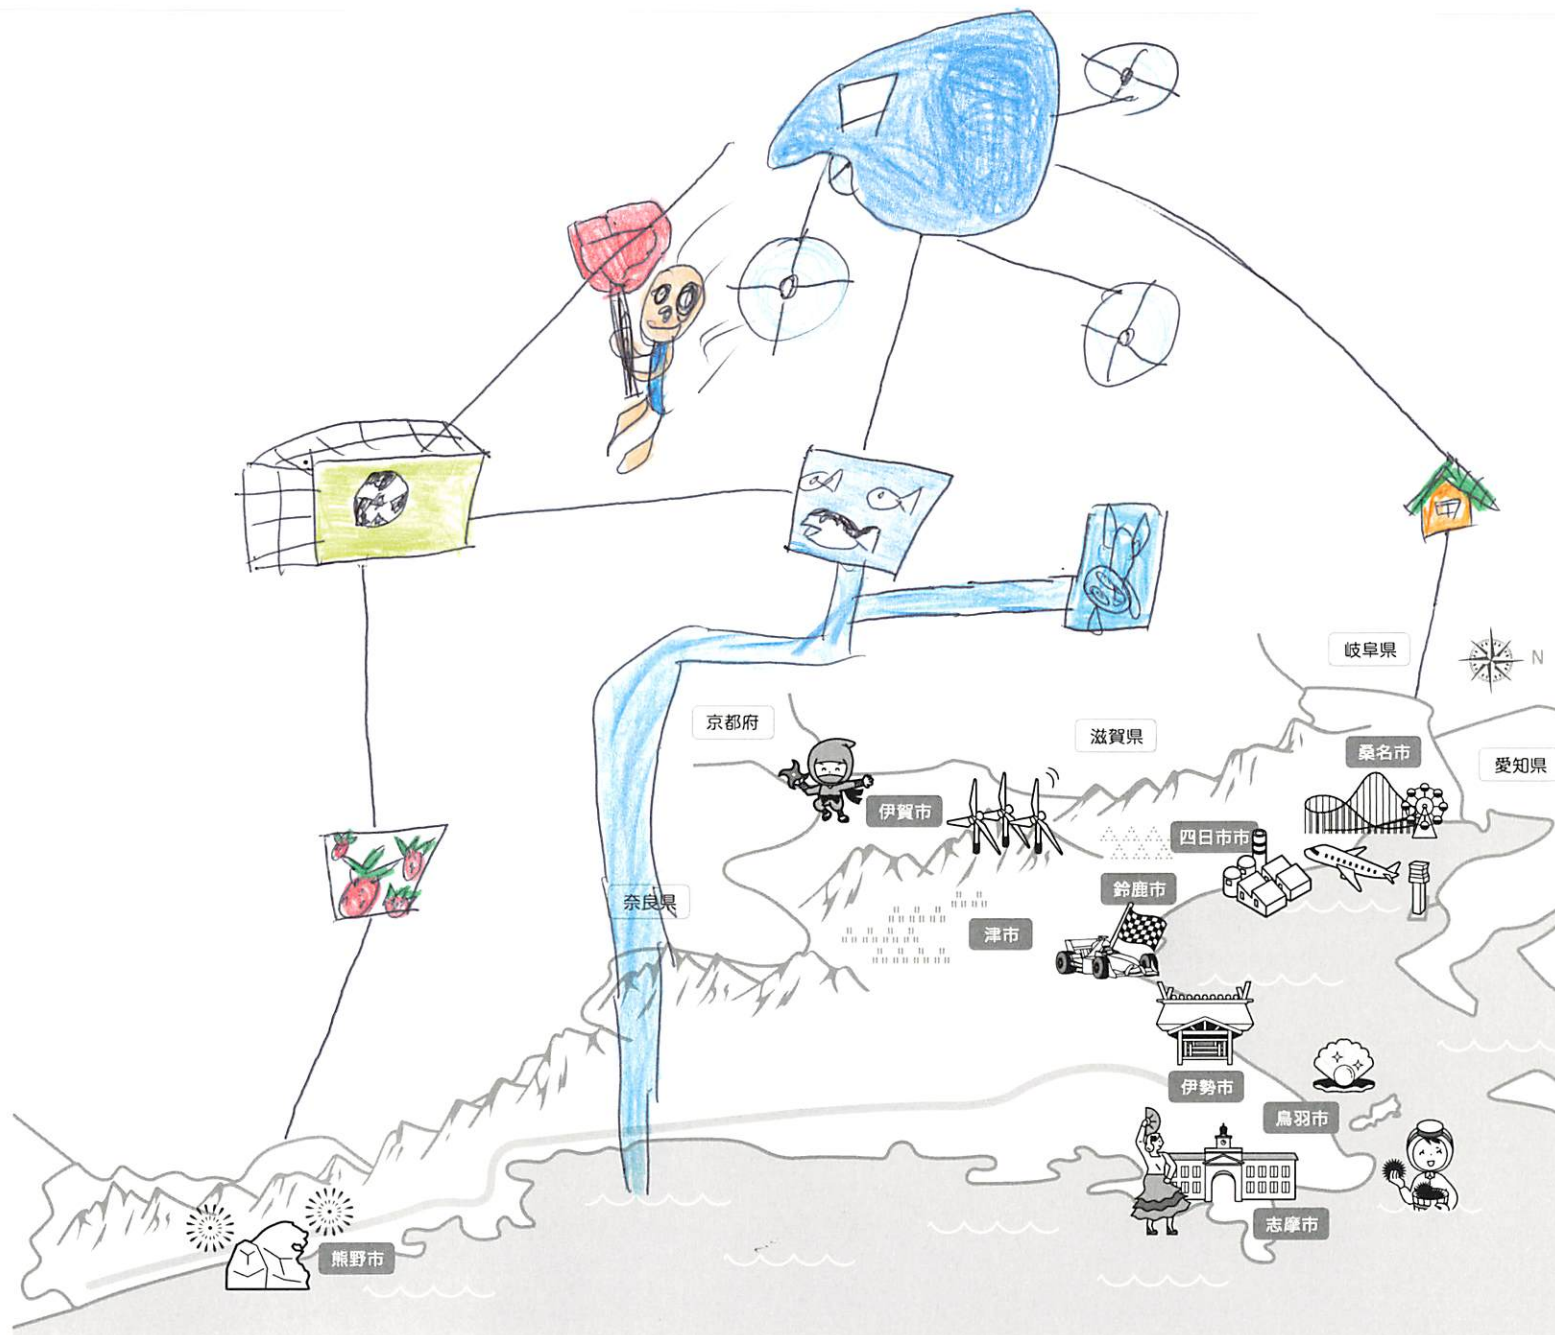 岐阜県
N
京都府
滋賀県
桑名市
愛知県
伊賀市
四日市市
鈴鹿市
奈良県
津市
伊勢市
鳥羽市
志摩市
熊野市